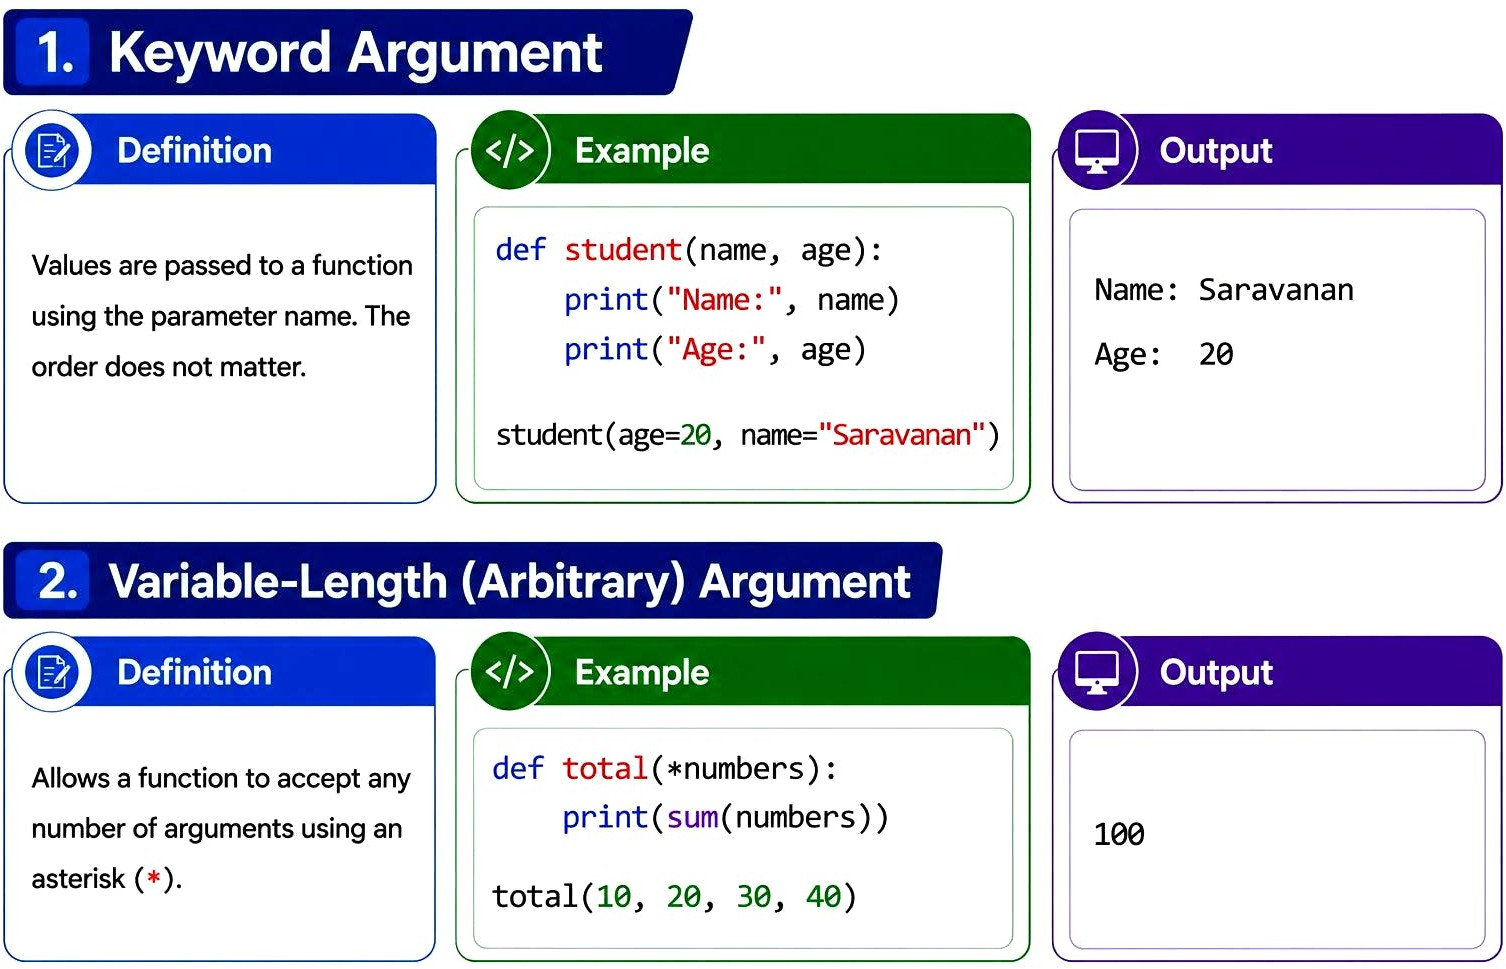 1. Keyword Argument
Definition
Values are passed to a function
using the parameter name. The
order does not matter.
</> Example
def student(name, age):
    print("Name:", name)
    print("Age:", age)
student(age=20, name="Saravanan")
Output
Name: Saravanan
Age:  20
2. Variable-Length (Arbitrary) Argument
Definition
Allows a function to accept any
number of arguments using an
asterisk (*).
</> Example
def total(*numbers):
    print(sum(numbers))
total(10, 20, 30, 40)
Output
100